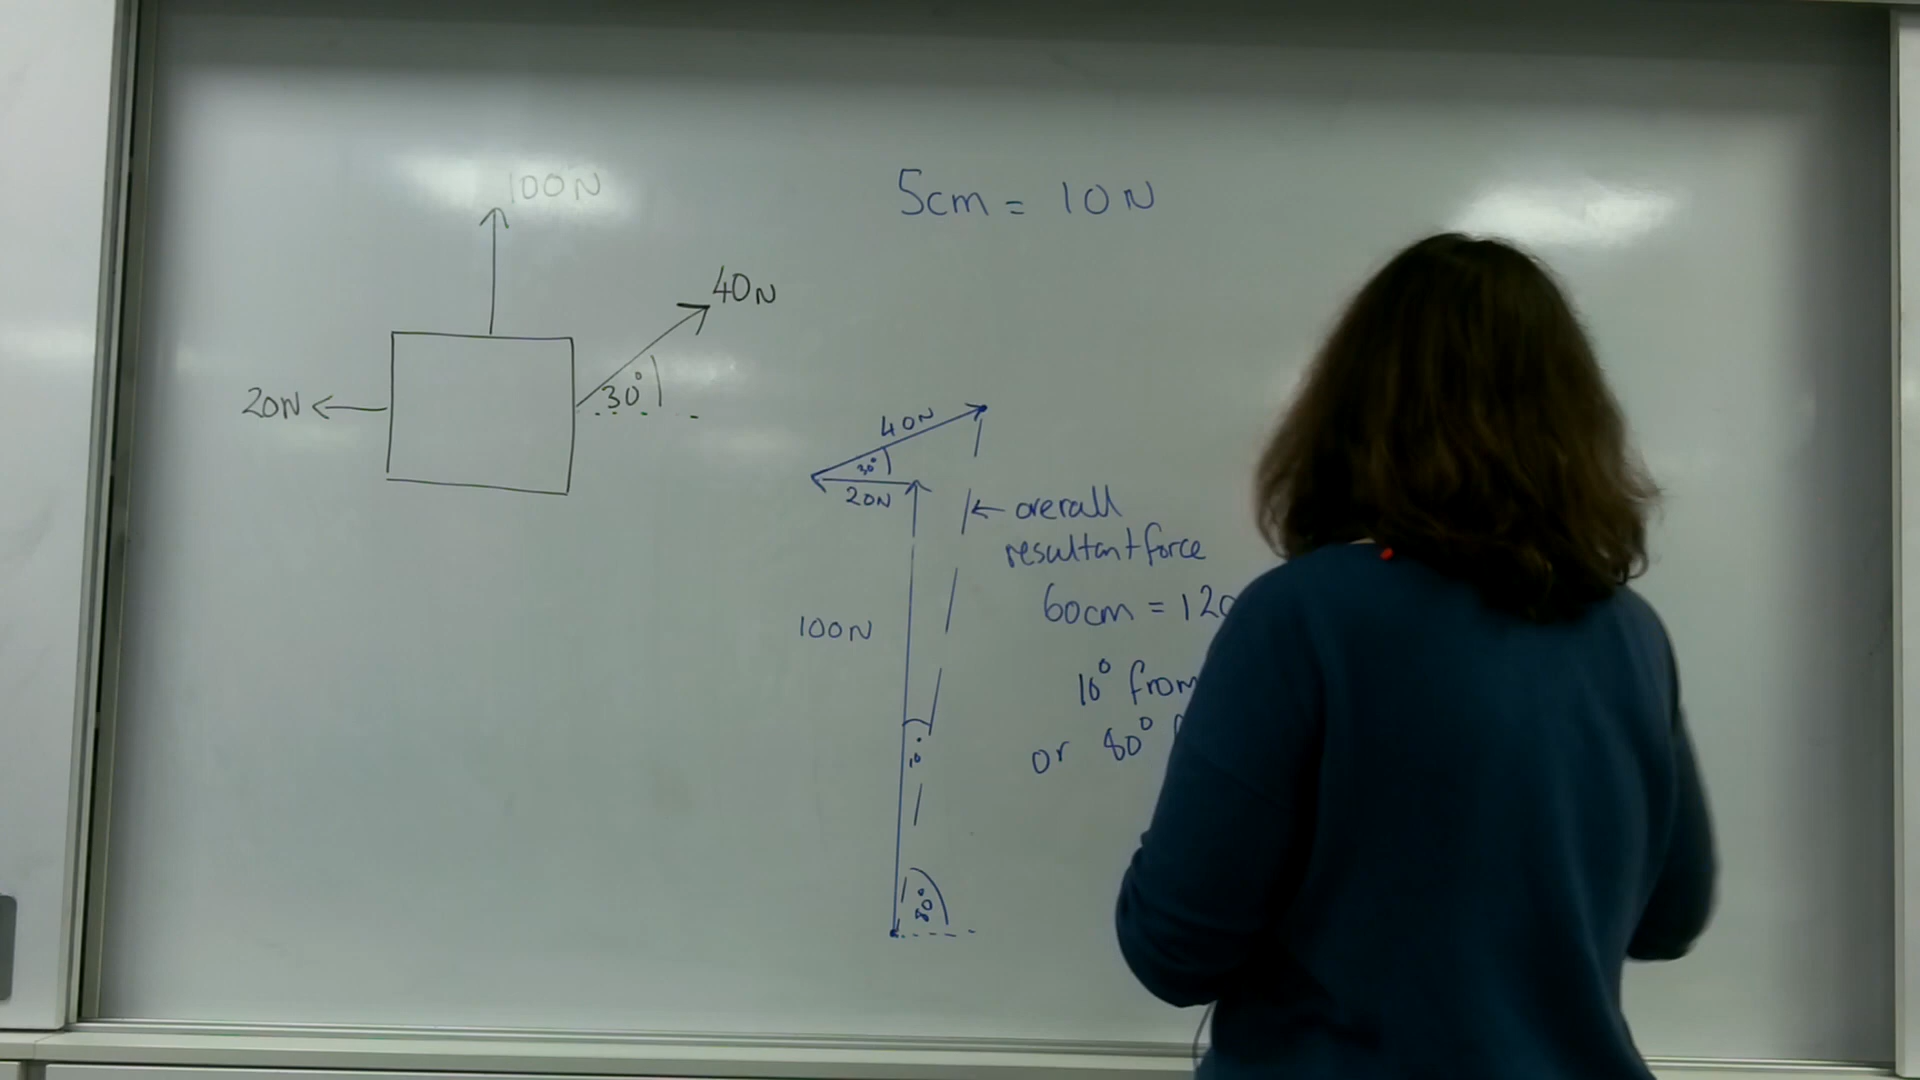 100N
40N
30°
20N
5cm = 10N
40N
30°
20N
← overall
resultant force
60cm = 120
100N
10° from
or 80°
10°
80°